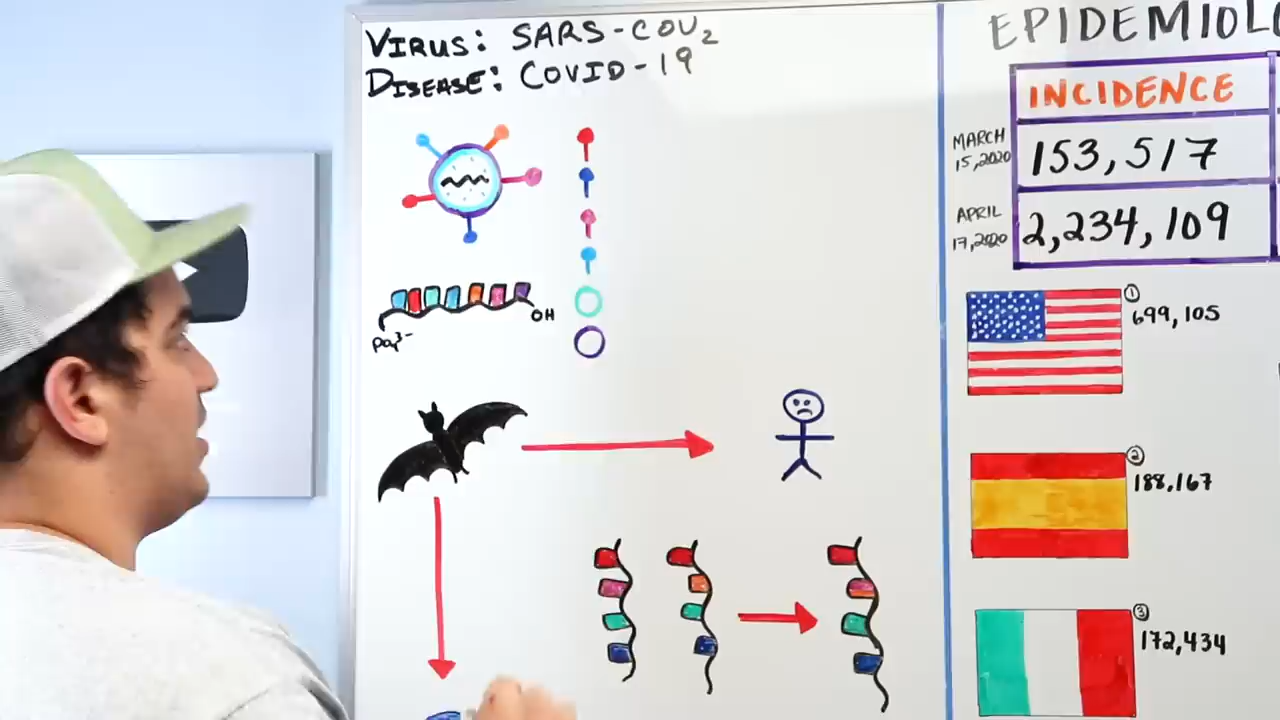 VIRUS: SARS-COV₂
DISEASE: COVID-19
PO₄³⁻
OH
EPIDEMIOL
INCIDENCE
MARCH
15,2020
153,517
APRIL
17,2020
2,234,109
① 699,105
② 188,167
③ 172,434